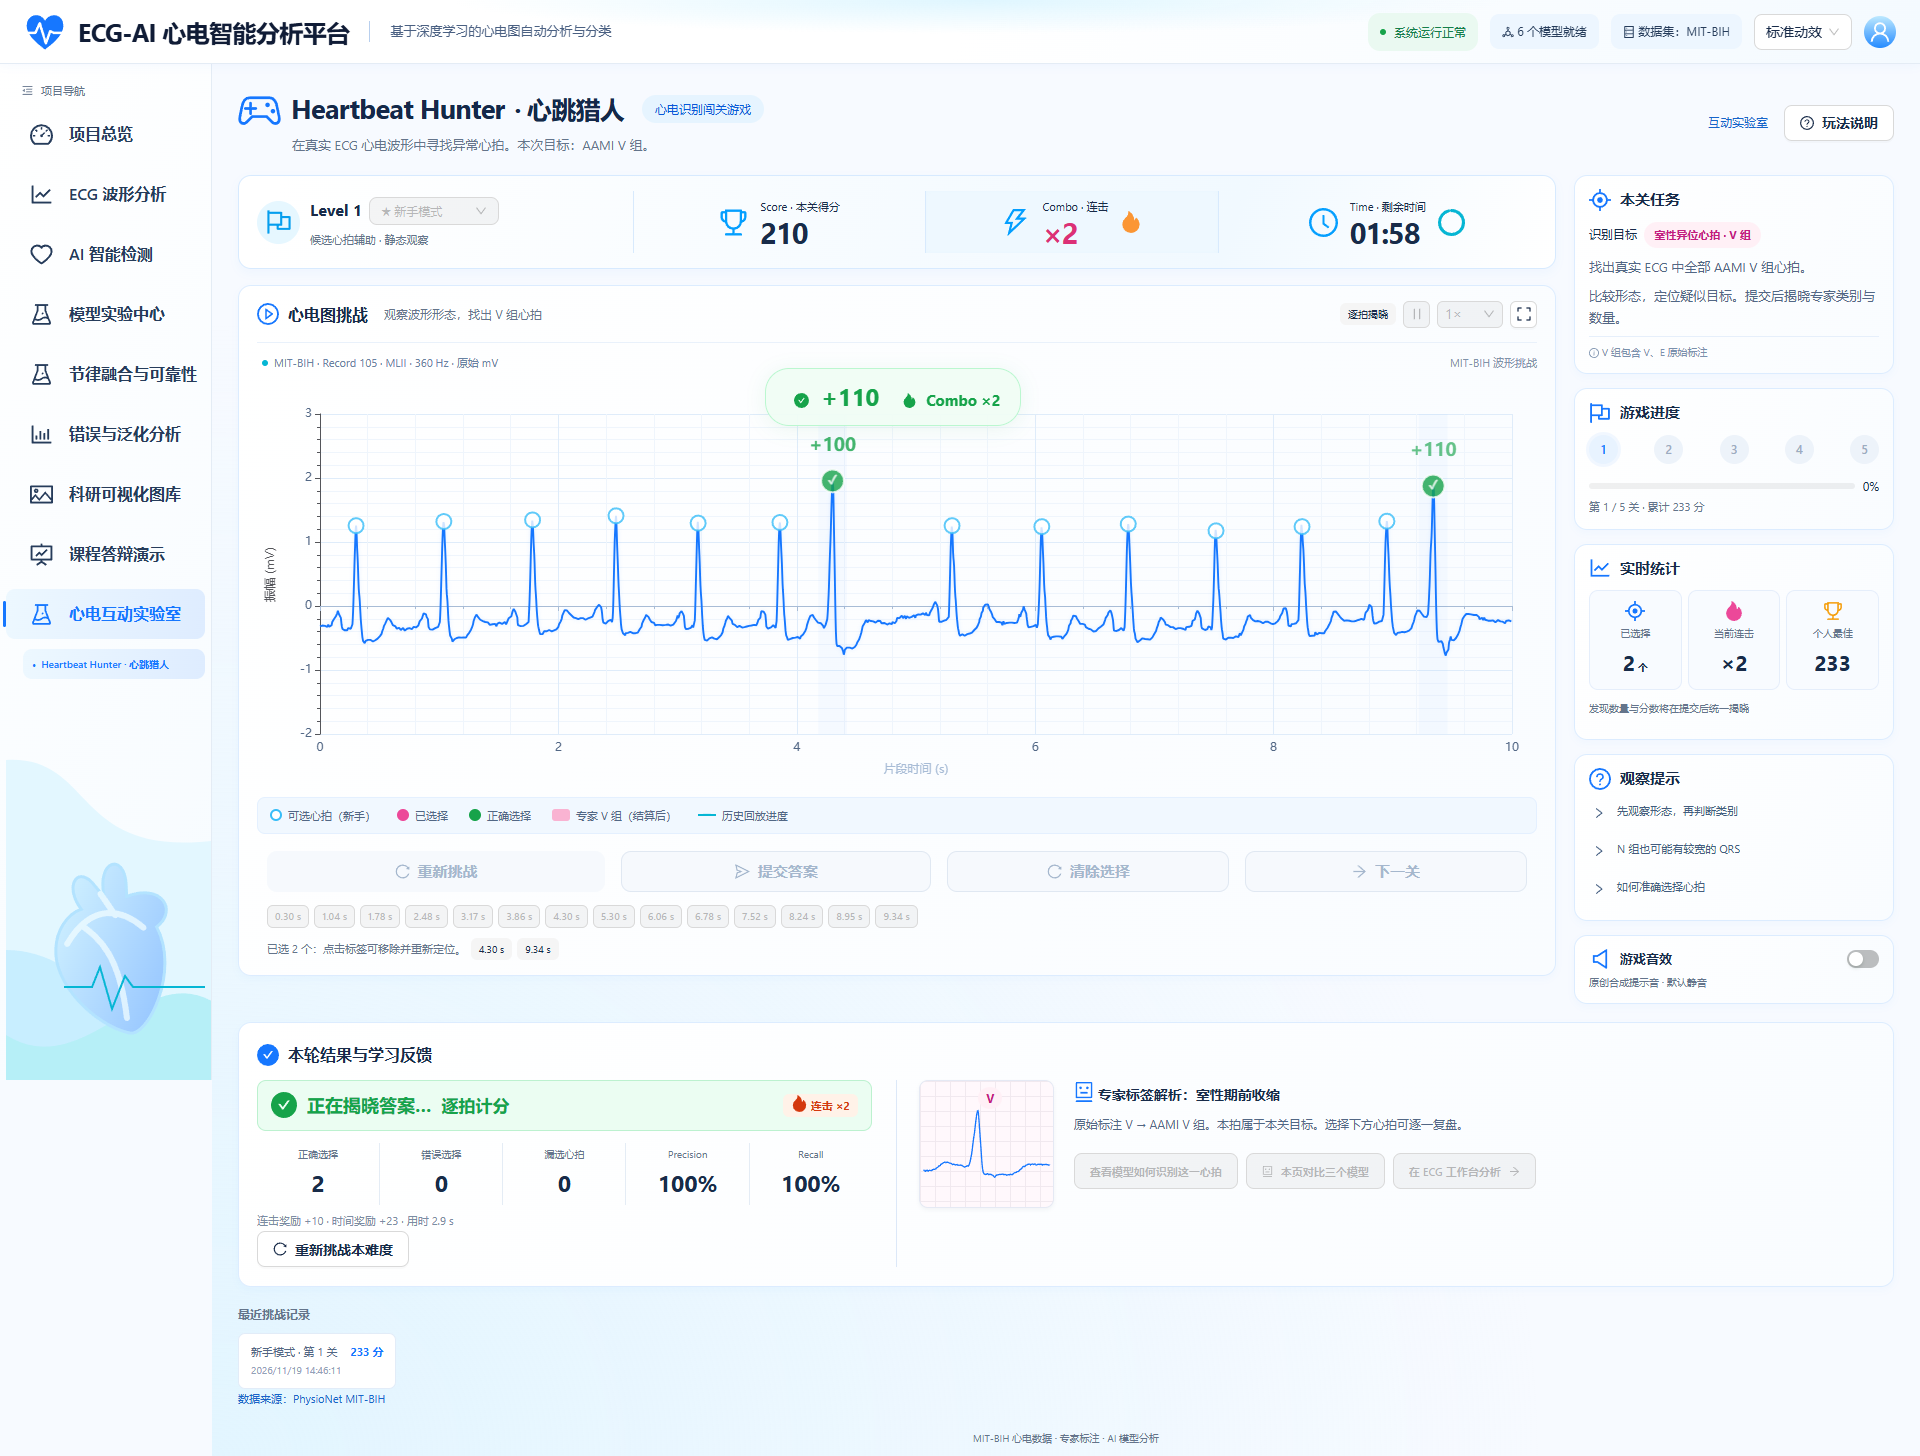 ECG-AI 心电智能分析平台
基于深度学习的心电图自动分析与分类
系统运行正常
6 个模型就绪
数据集：MIT-BIH
标准动效
项目导航
项目总览
ECG 波形分析
AI 智能检测
模型实验中心
节律融合与可靠性
错误与泛化分析
科研可视化图库
课程答辩演示
心电互动实验室
Heartbeat Hunter · 心跳猎人
Heartbeat Hunter · 心跳猎人
心电识别闯关游戏
在真实 ECG 心电波形中寻找异常心拍。本次目标：AAMI V 组。
互动实验室
玩法说明
Level 1
★ 新手模式
候选心拍辅助 · 静态观察
Score · 本关得分
210
Combo · 连击
×2
Time · 剩余时间
01:58
心电图挑战
观察波形形态，找出 V 组心拍
逐拍揭晓
1×
MIT-BIH · Record 105 · MLII · 360 Hz · 原始 mV
MIT-BIH 波形挑战
+110
Combo ×2
+100
+110
振幅 (mV)
3
2
1
0
-1
-2
0
2
4
6
8
10
片段时间 (s)
可选心拍（新手）
已选择
正确选择
专家 V 组（结算后）
历史回放进度
重新挑战
提交答案
清除选择
下一关
0.30 s
1.04 s
1.78 s
2.48 s
3.17 s
3.86 s
4.30 s
5.30 s
6.06 s
6.78 s
7.52 s
8.24 s
8.95 s
9.34 s
已选 2 个：点击标签可移除并重新定位。
4.30 s
9.34 s
本关任务
识别目标
室性异位心拍 · V 组
找出真实 ECG 中全部 AAMI V 组心拍。
比较形态，定位疑似目标。提交后揭晓专家类别与
数量。
V 组包含 V、E 原始标注
游戏进度
1
2
3
4
5
0%
第 1 / 5 关 · 累计 233 分
实时统计
已选择
2 个
当前连击
×2
个人最佳
233
发现数量与分数将在提交后统一揭晓
观察提示
先观察形态，再判断类别
N 组也可能有较宽的 QRS
如何准确选择心拍
游戏音效
原创合成提示音 · 默认静音
本轮结果与学习反馈
正在揭晓答案... 逐拍计分
连击 ×2
正确选择
2
错误选择
0
漏选心拍
0
Precision
100%
Recall
100%
连击奖励 +10 · 时间奖励 +23 · 用时 2.9 s
重新挑战本难度
V
专家标签解析：室性期前收缩
原始标注 V → AAMI V 组。本拍属于本关目标。选择下方心拍可逐一复盘。
查看模型如何识别这一心拍
本页对比三个模型
在 ECG 工作台分析
最近挑战记录
新手模式 · 第 1 关
233 分
2026/11/19 14:46:11
数据来源：PhysioNet MIT-BIH
MIT-BIH 心电数据 · 专家标注 · AI 模型分析